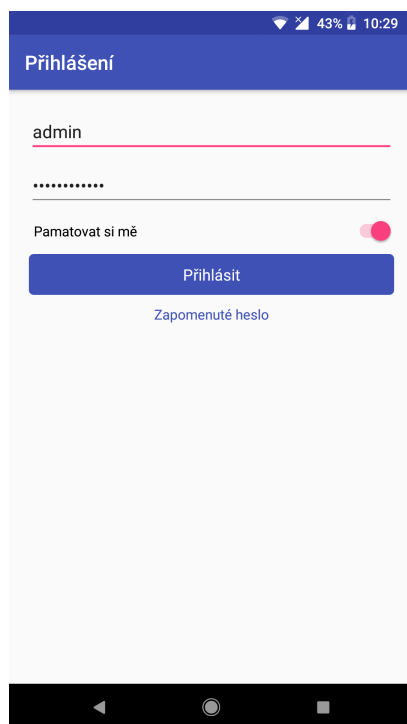 43% 10:29
Přihlášení
admin
••••••••••••
Pamatovat si mě
Přihlásit
Zapomenuté heslo